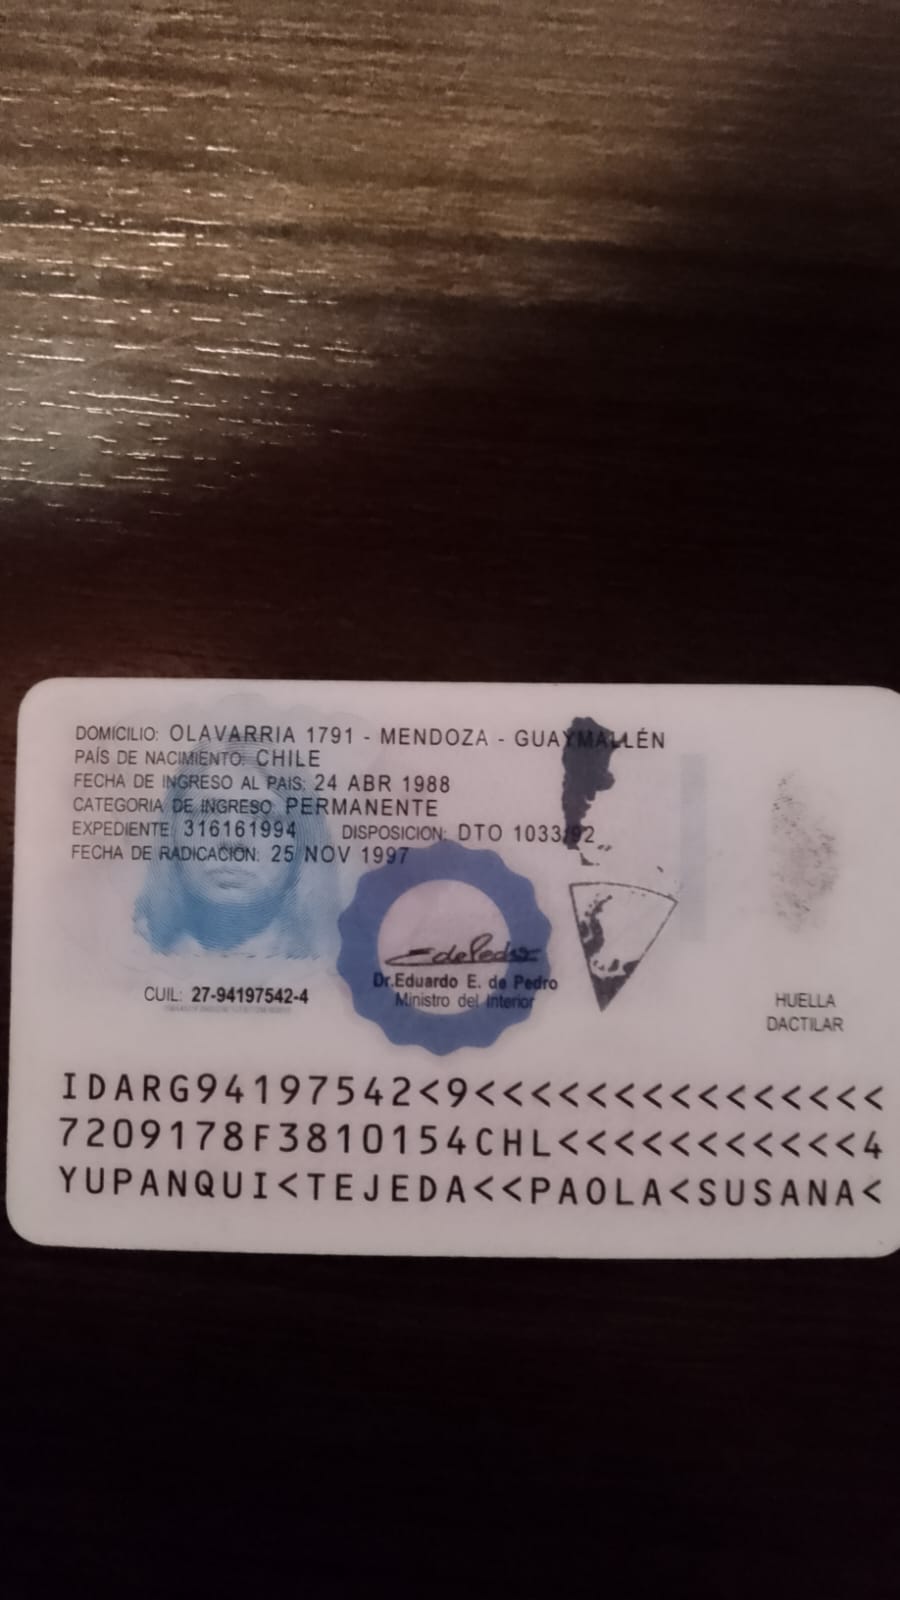 DOMICILIO: OLAVARRIA 1791 - MENDOZA - GUAYMALLÉN
PAÍS DE NACIMIENTO: CHILE
FECHA DE INGRESO AL PAIS: 24 ABR 1988
CATEGORIA DE INGRESO PERMANENTE
EXPEDIENTE 316161994 DISPOSICION: DTO 1033/92
FECHA DE RADICACIÓN: 25 NOV 1997
CUIL: 27-94197542-4
Dr.Eduardo E. de Pedro
Ministro del Interior
HUELLA
DACTILAR
IDARG94197542<9<<<<<<<<<<<<<<<
7209178F3810154CHL<<<<<<<<<<<4
YUPANQUI<TEJEDA<<PAOLA<SUSANA<